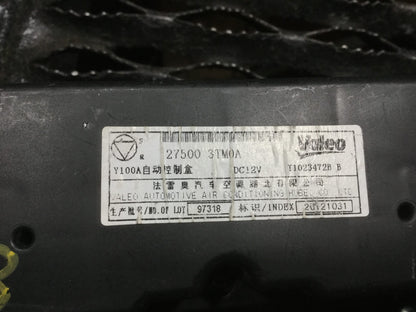 S R 27500 3TM0A Valeo
Y100A自动控制盒 DC12V T1023472B B
法雷奥汽车空调湖北有限公司
VALEO AUTOMOTIVE AIR CONDITIONING HUBEI CO. LTD
生产批号/NO.OF LOT 97318 标识/INDEX 20121031